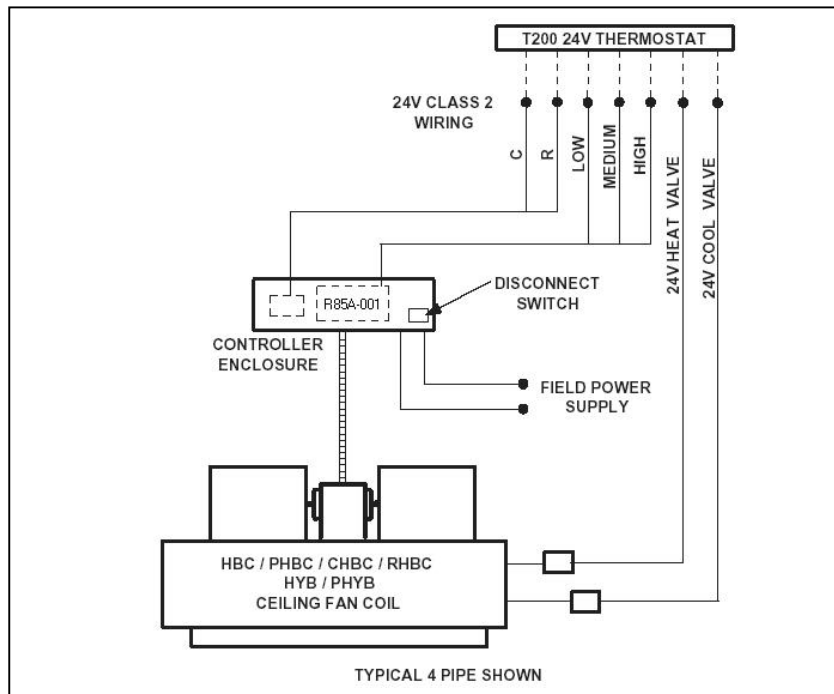 T200 24V THERMOSTAT
24V CLASS 2
WIRING
C
R
LOW
MEDIUM
HIGH
24V HEAT VALVE
24V COOL VALVE
R85A-001
DISCONNECT
SWITCH
CONTROLLER
ENCLOSURE
FIELD POWER
SUPPLY
HBC / PHBC / CHBC / RHBC
HYB / PHYB
CEILING FAN COIL
TYPICAL 4 PIPE SHOWN